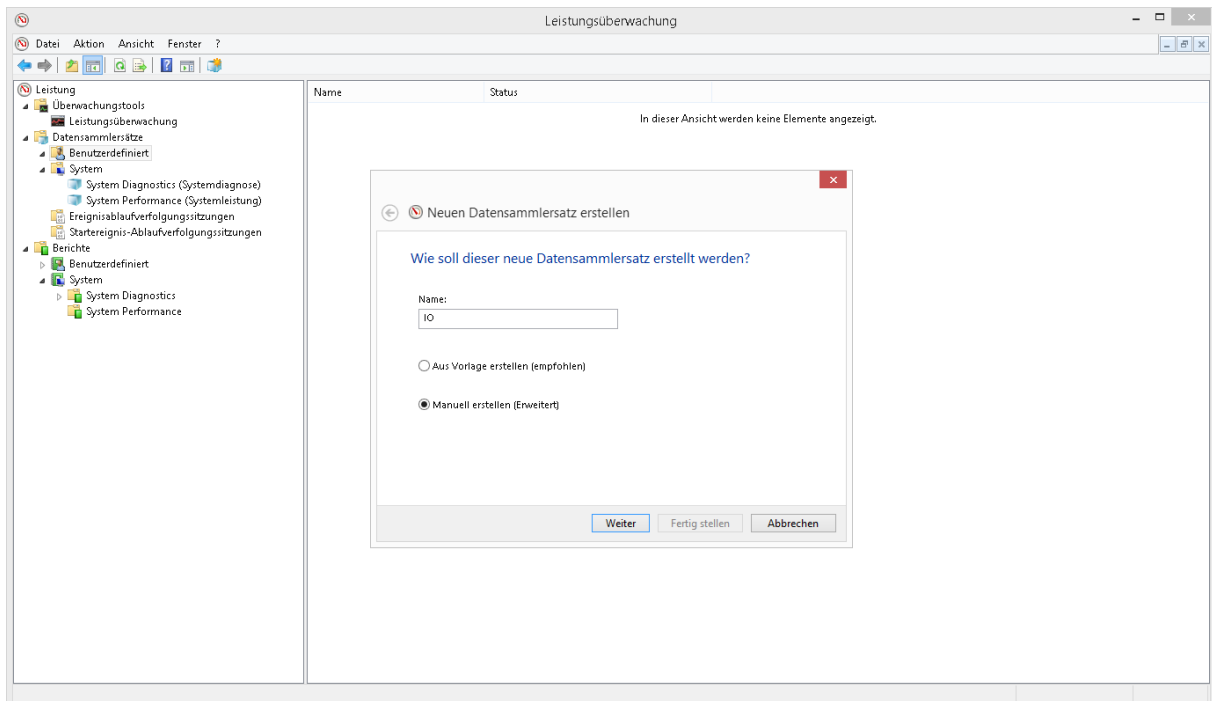 Leistungsüberwachung
Datei Aktion Ansicht Fenster ?
Leistung
Überwachungstools
Leistungsüberwachung
Datensammlersätze
Benutzerdefiniert
System
System Diagnostics (Systemdiagnose)
System Performance (Systemleistung)
Ereignisablaufverfolgungssitzungen
Startereignis-Ablaufverfolgungssitzungen
Berichte
Benutzerdefiniert
System
System Diagnostics
System Performance
Name Status
In dieser Ansicht werden keine Elemente angezeigt.
Neuen Datensammlersatz erstellen
Wie soll dieser neue Datensammlersatz erstellt werden?
Name:
IO
Aus Vorlage erstellen (empfohlen)
Manuell erstellen (Erweitert)
Weiter Fertig stellen Abbrechen